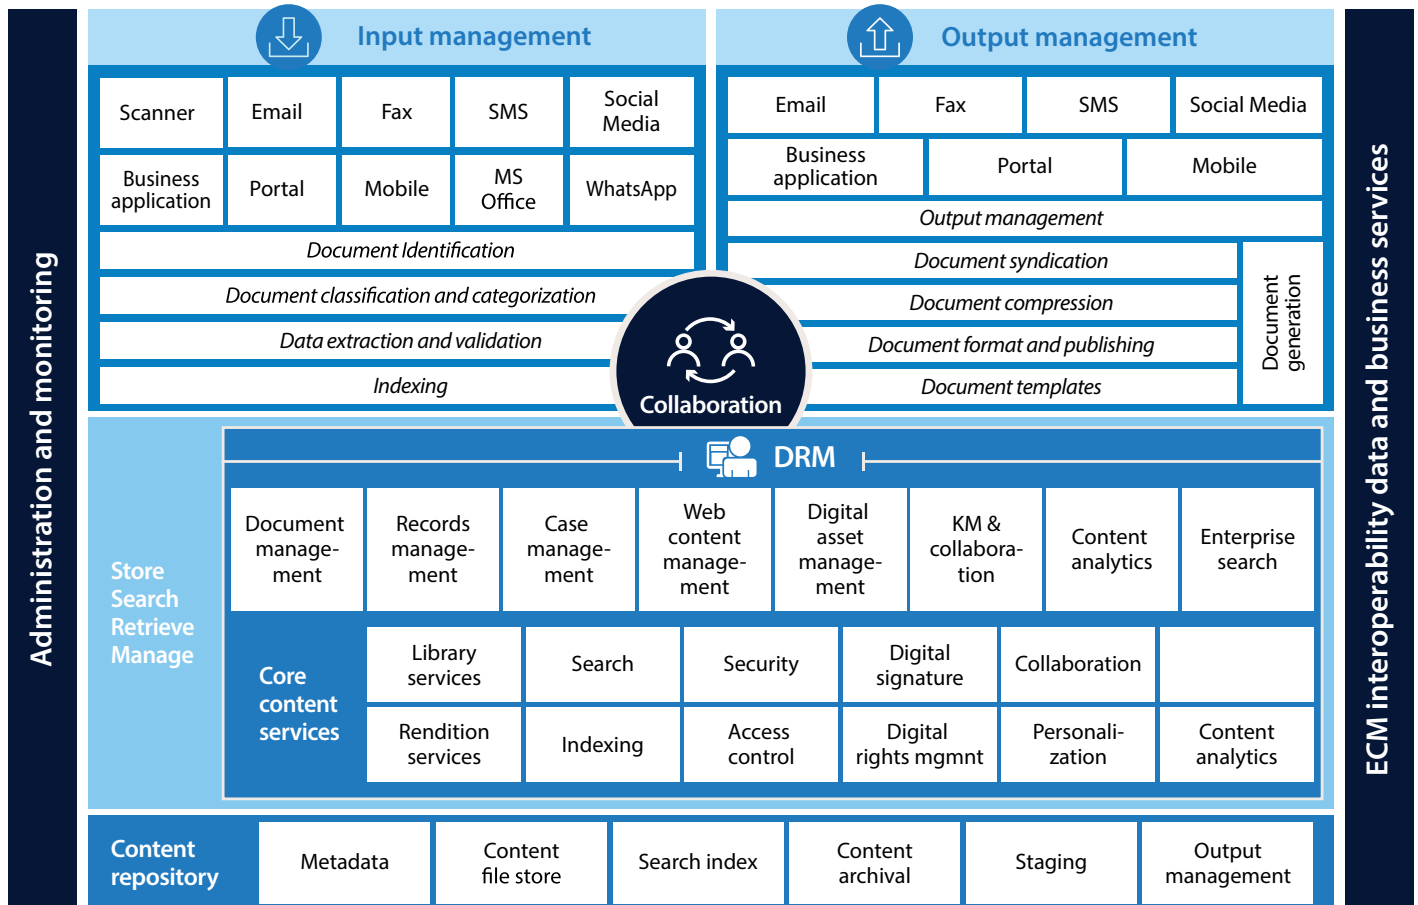 Administration and monitoring
Input management
Scanner
Email
Fax
SMS
Social
Media
Business
application
Portal
Mobile
MS
Office
WhatsApp
Document Identification
Document classification and categorization
Data extraction and validation
Indexing
Output management
Email
Fax
SMS
Social Media
Business
application
Portal
Mobile
Output management
Document syndication
Document compression
Document format and publishing
Document templates
Document
generation
Collaboration
Store
Search
Retrieve
Manage
DRM
Document
manage-
ment
Records
manage-
ment
Case
manage-
ment
Web
content
manage-
ment
Digital
asset
manage-
ment
KM &
collabora-
tion
Content
analytics
Enterprise
search
Core
content
services
Library
services
Search
Security
Digital
signature
Collaboration
Rendition
services
Indexing
Access
control
Digital
rights mgmnt
Personali-
zation
Content
analytics
Content
repository
Metadata
Content
file store
Search index
Content
archival
Staging
Output
management
ECM interoperability data and business services